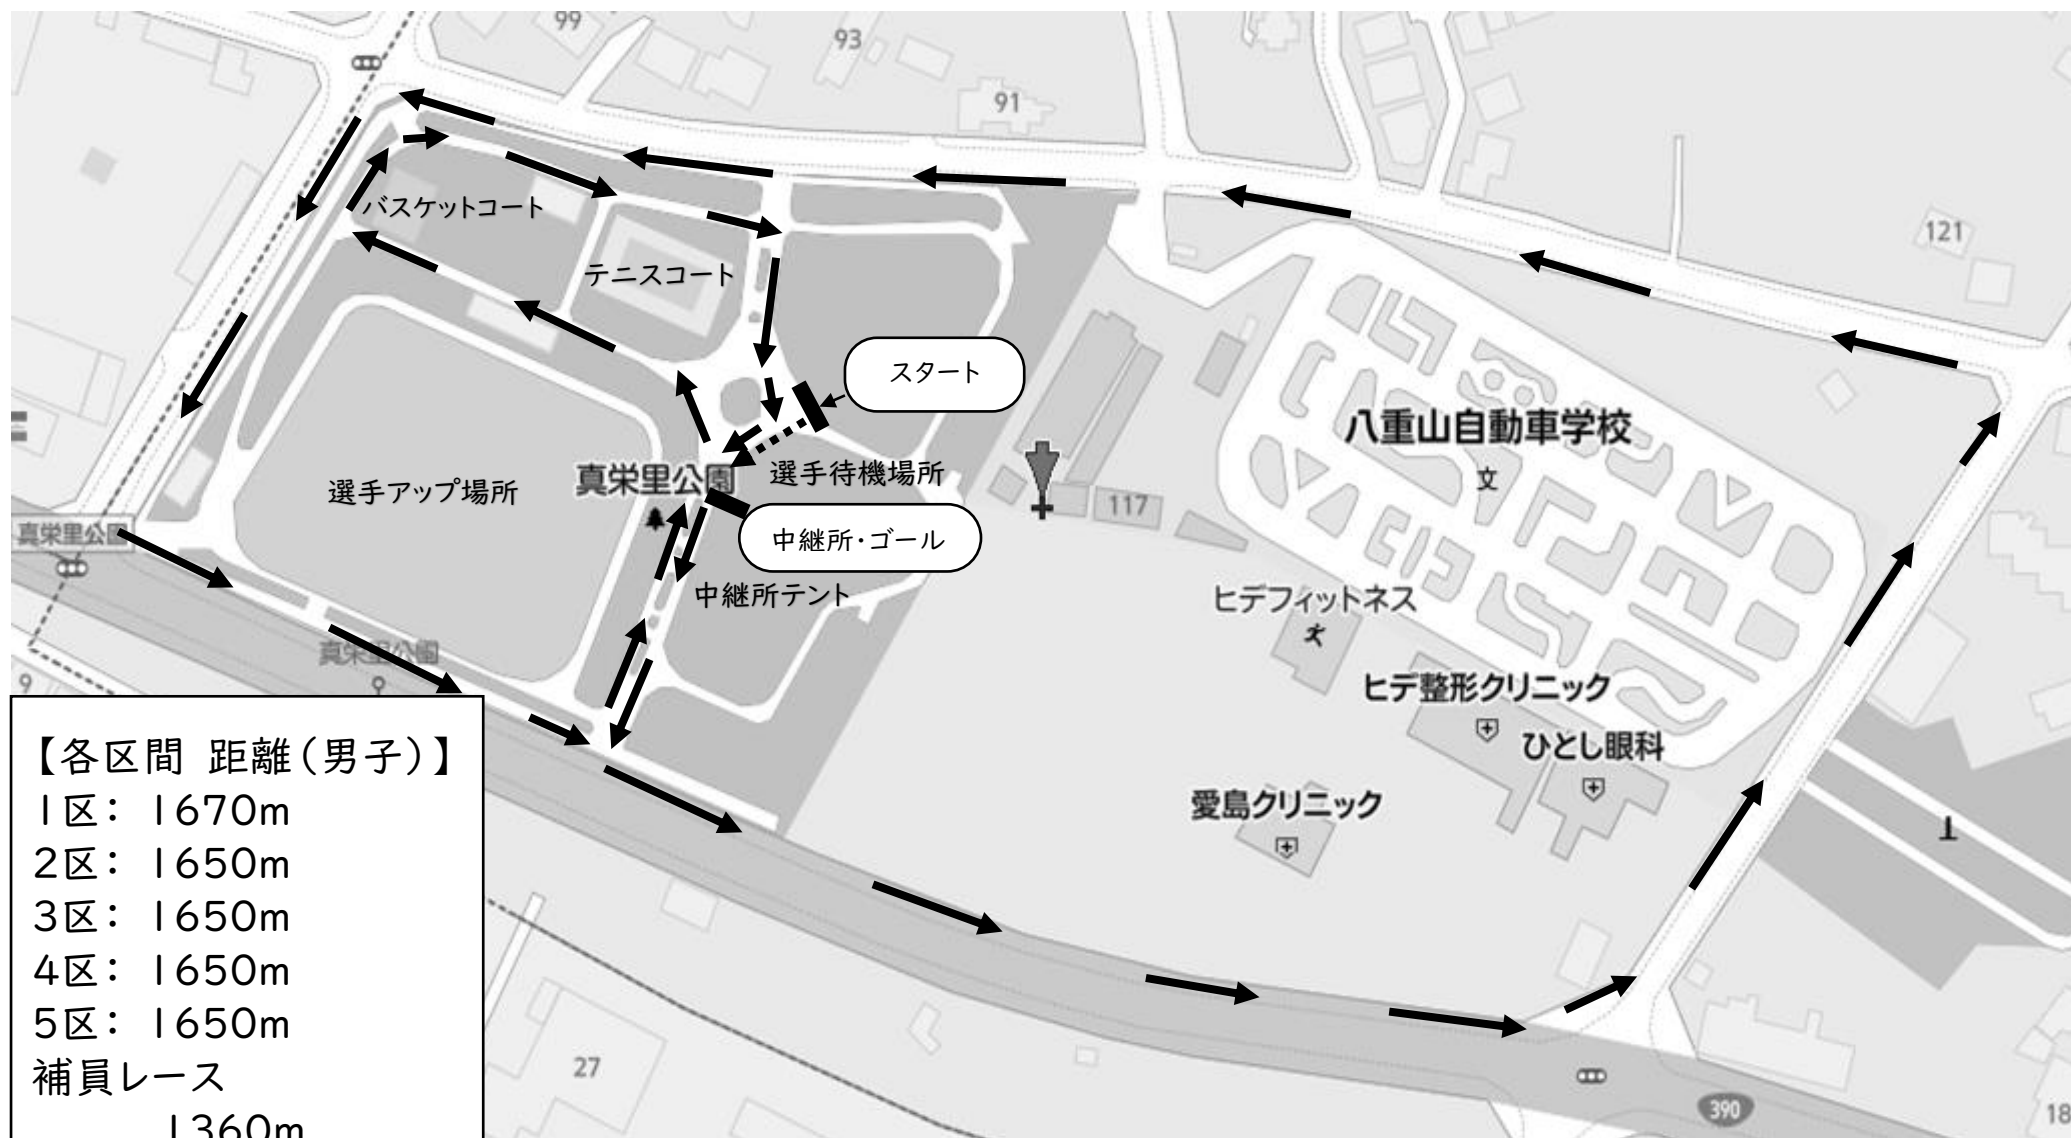 99
93
91
バスケットコート
テニスコート
121
スタート
八重山自動車学校
文
選手アップ場所
真栄里公園
選手待機場所
117
真栄里公園
中継所・ゴール
中継所テント
ヒデフィットネス
真栄里公園
9
ヒデ整形クリニック
ひとし眼科
愛島クリニック
【各区間 距離(男子)】
1区: 1670m
2区: 1650m
3区: 1650m
4区: 1650m
5区: 1650m
補員レース
1360m
27
390
18